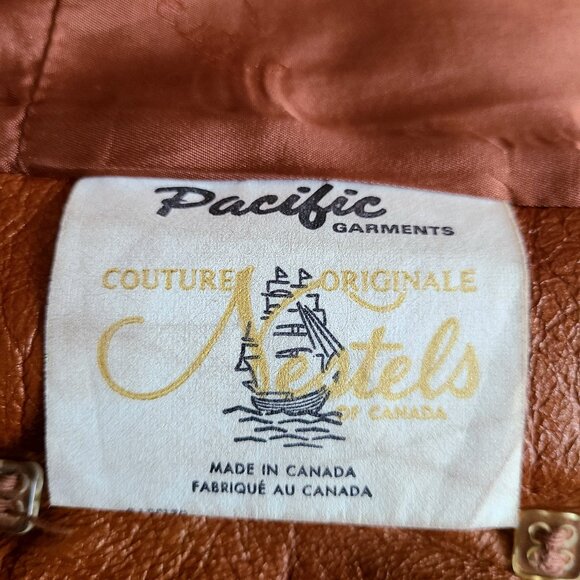 Pacific
GARMENTS
COUTURE ORIGINALE
Nestels
OF CANADA
MADE IN CANADA
FABRIQUÉ AU CANADA